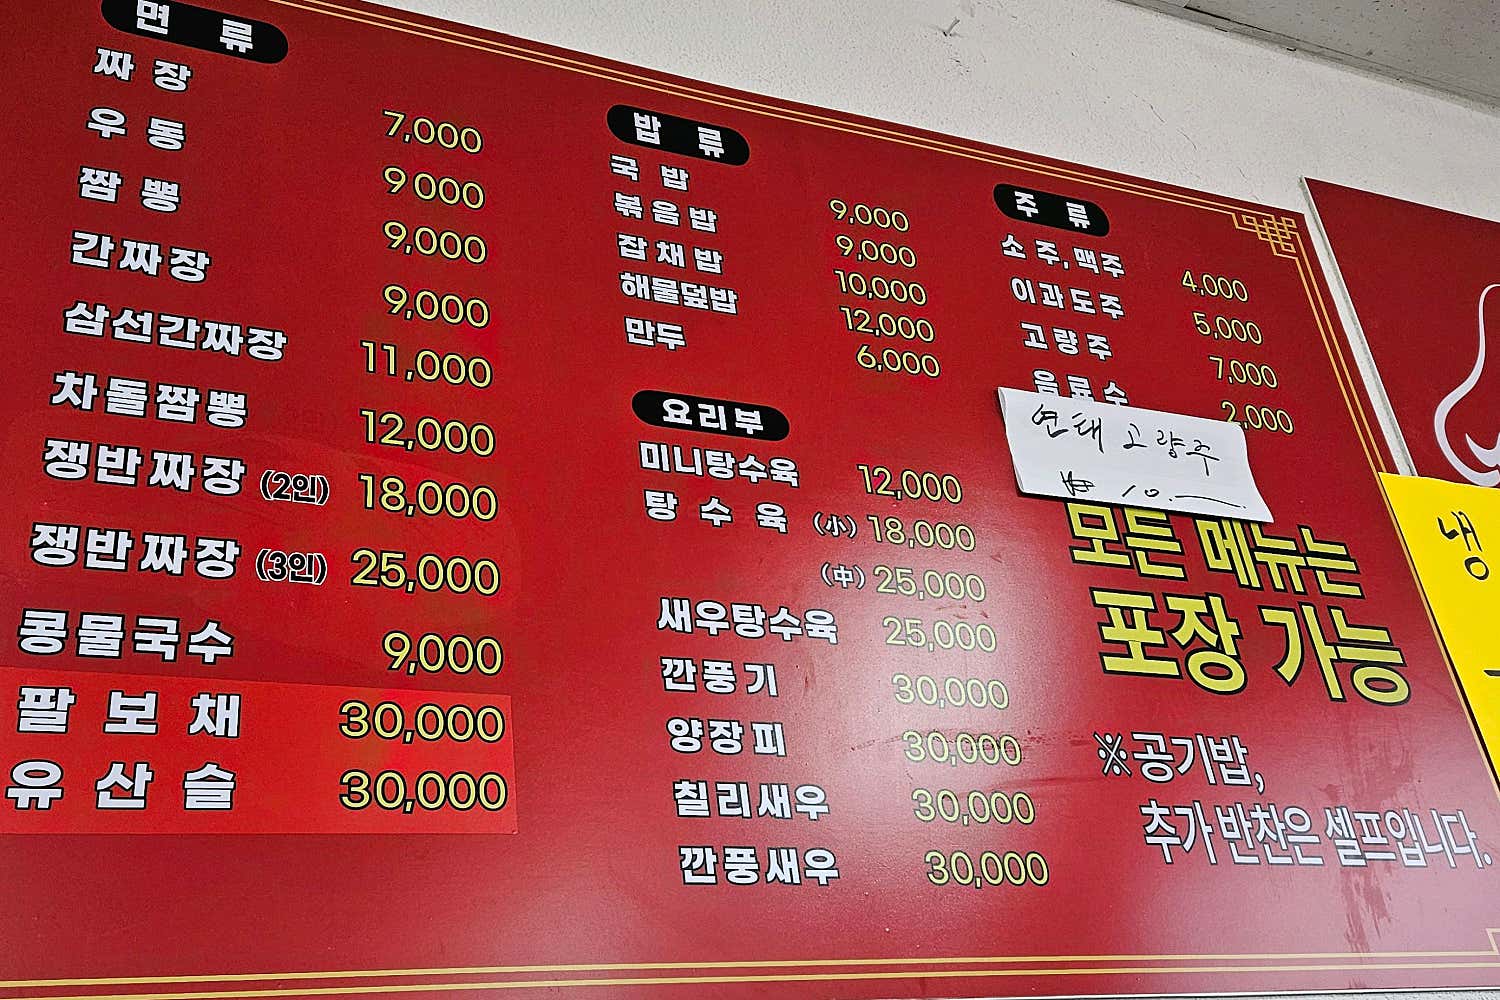 면 류
짜 장 7,000
우 동 9 000
짬 뽕 9,000
간짜장 9,000
삼선간짜장 11,000
차돌짬뽕 12,000
쟁반짜장 (2인) 18,000
쟁반짜장 (3인) 25,000
콩물국수 9,000
팔 보 채 30,000
유 산 슬 30,000
밥 류
국 밥 9,000
볶음밥 9,000
잡채밥 10,000
해물덮밥 12,000
만두 6,000
요리부
미니탕수육 12,000
탕 수 육 (小) 18,000
(中) 25,000
새우탕수육 25,000
깐풍기 30,000
양장피 30,000
칠리새우 30,000
깐풍새우 30,000
주 류
소 주,맥주 4,000
이과도주 5,000
고량주 7,000
음료수 2,000
연태 고량주
₩ 10.-
모든 메뉴는
포장 가능
※공기밥,
추가 반찬은 셀프입니다.
냉